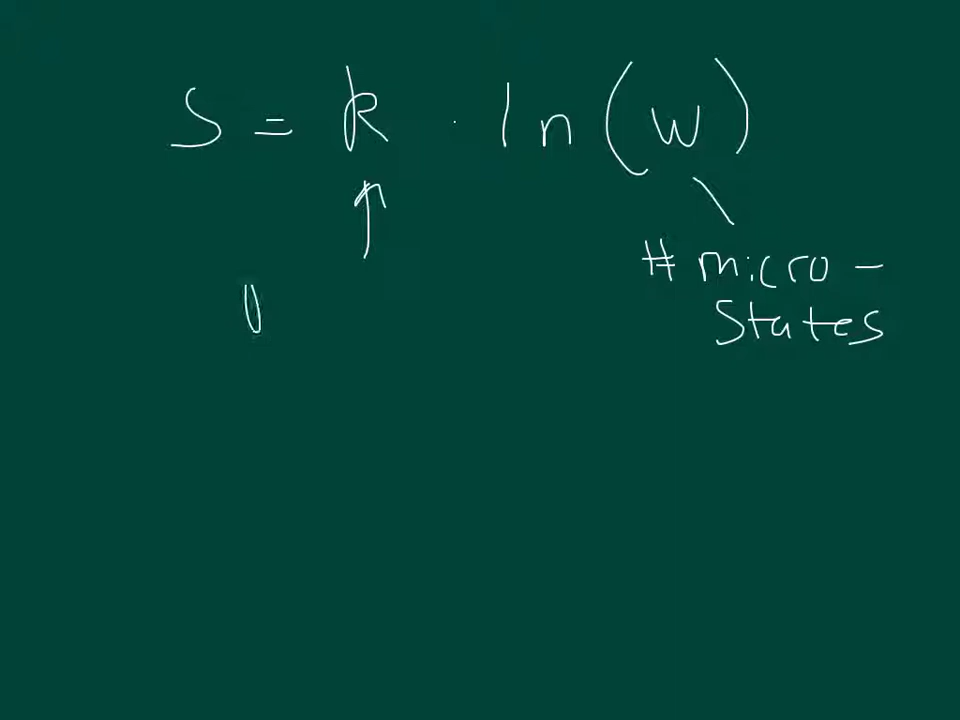 S = k · ln(W)
# micro-
States